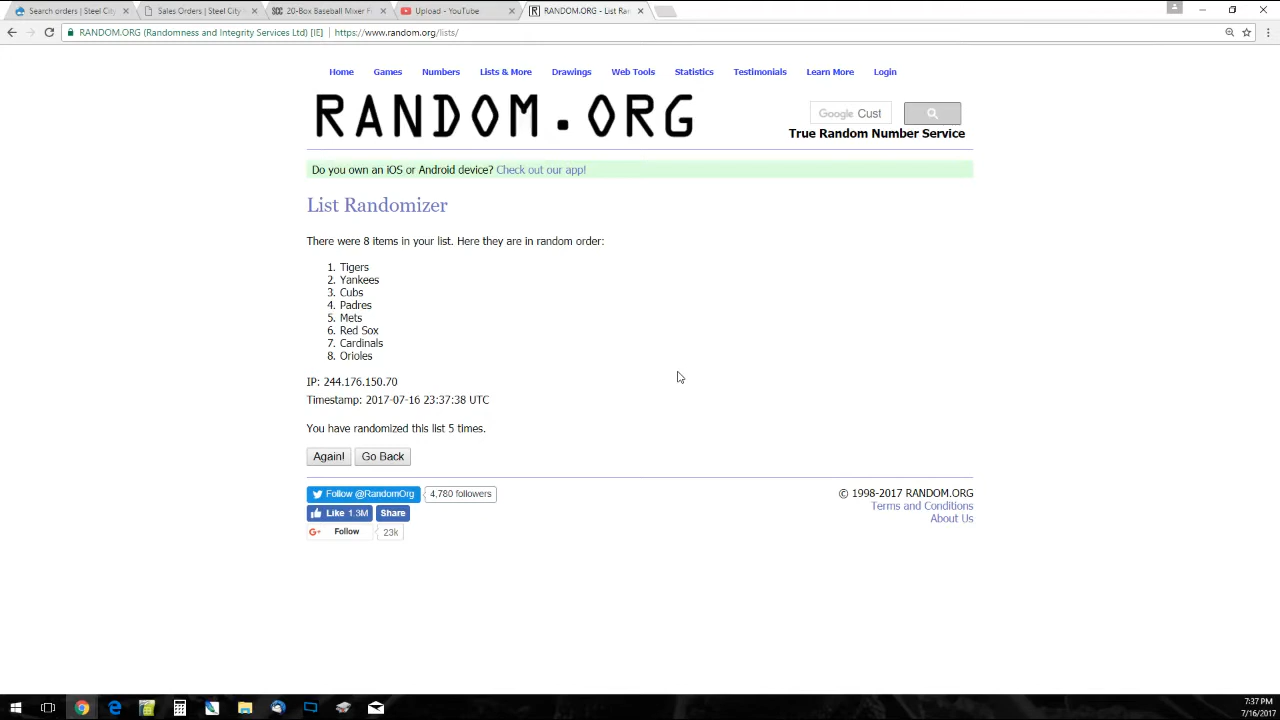 Search orders | Steel City
Sales Orders | Steel City
20-Box Baseball Mixer F
Upload - YouTube
RANDOM.ORG - List Ra
RANDOM.ORG (Randomness and Integrity Services Ltd) [IE] | https://www.random.org/lists/
Home Games Numbers Lists & More Drawings Web Tools Statistics Testimonials Learn More Login
RANDOM.ORG
Google Cust
True Random Number Service
Do you own an iOS or Android device? Check out our app!
List Randomizer
There were 8 items in your list. Here they are in random order:
1. Tigers
2. Yankees
3. Cubs
4. Padres
5. Mets
6. Red Sox
7. Cardinals
8. Orioles
IP: 244.176.150.70
Timestamp: 2017-07-16 23:37:38 UTC
You have randomized this list 5 times.
Again! Go Back
Follow @RandomOrg 4,780 followers
Like 1.3M Share
G+ Follow 23k
© 1998-2017 RANDOM.ORG
Terms and Conditions
About Us
7:37 PM
7/16/2017